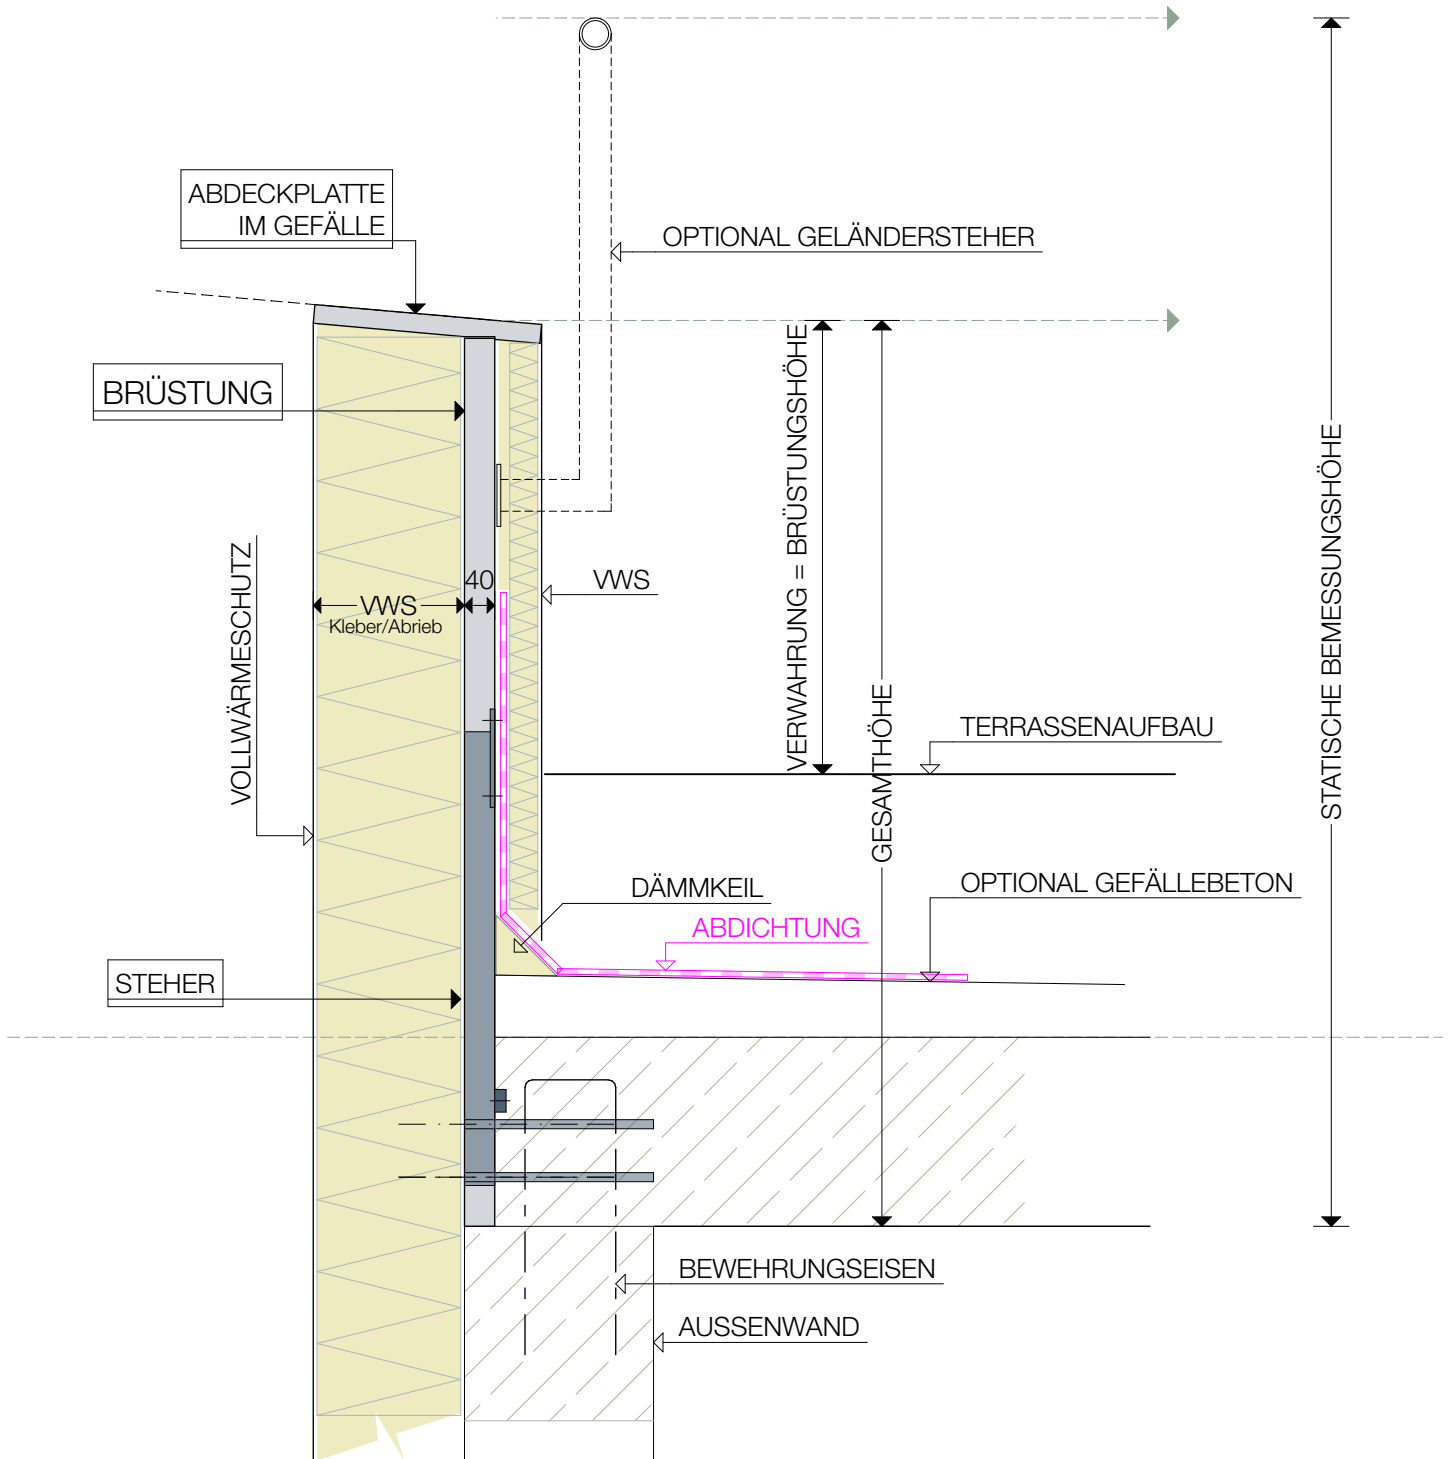 ABDECKPLATTE
IM GEFÄLLE
OPTIONAL GELÄNDERSTEHER
BRÜSTUNG
VERWAHRUNG = BRÜSTUNGSHÖHE
STATISCHE BEMESSUNGSHÖHE
VOLLWÄRMESCHUTZ
40
VWS
VWS
Kleber/Abrieb
GESAMTHÖHE
TERRASSENAUFBAU
DÄMMKEIL
OPTIONAL GEFÄLLEBETON
ABDICHTUNG
STEHER
BEWEHRUNGSEISEN
AUSSENWAND